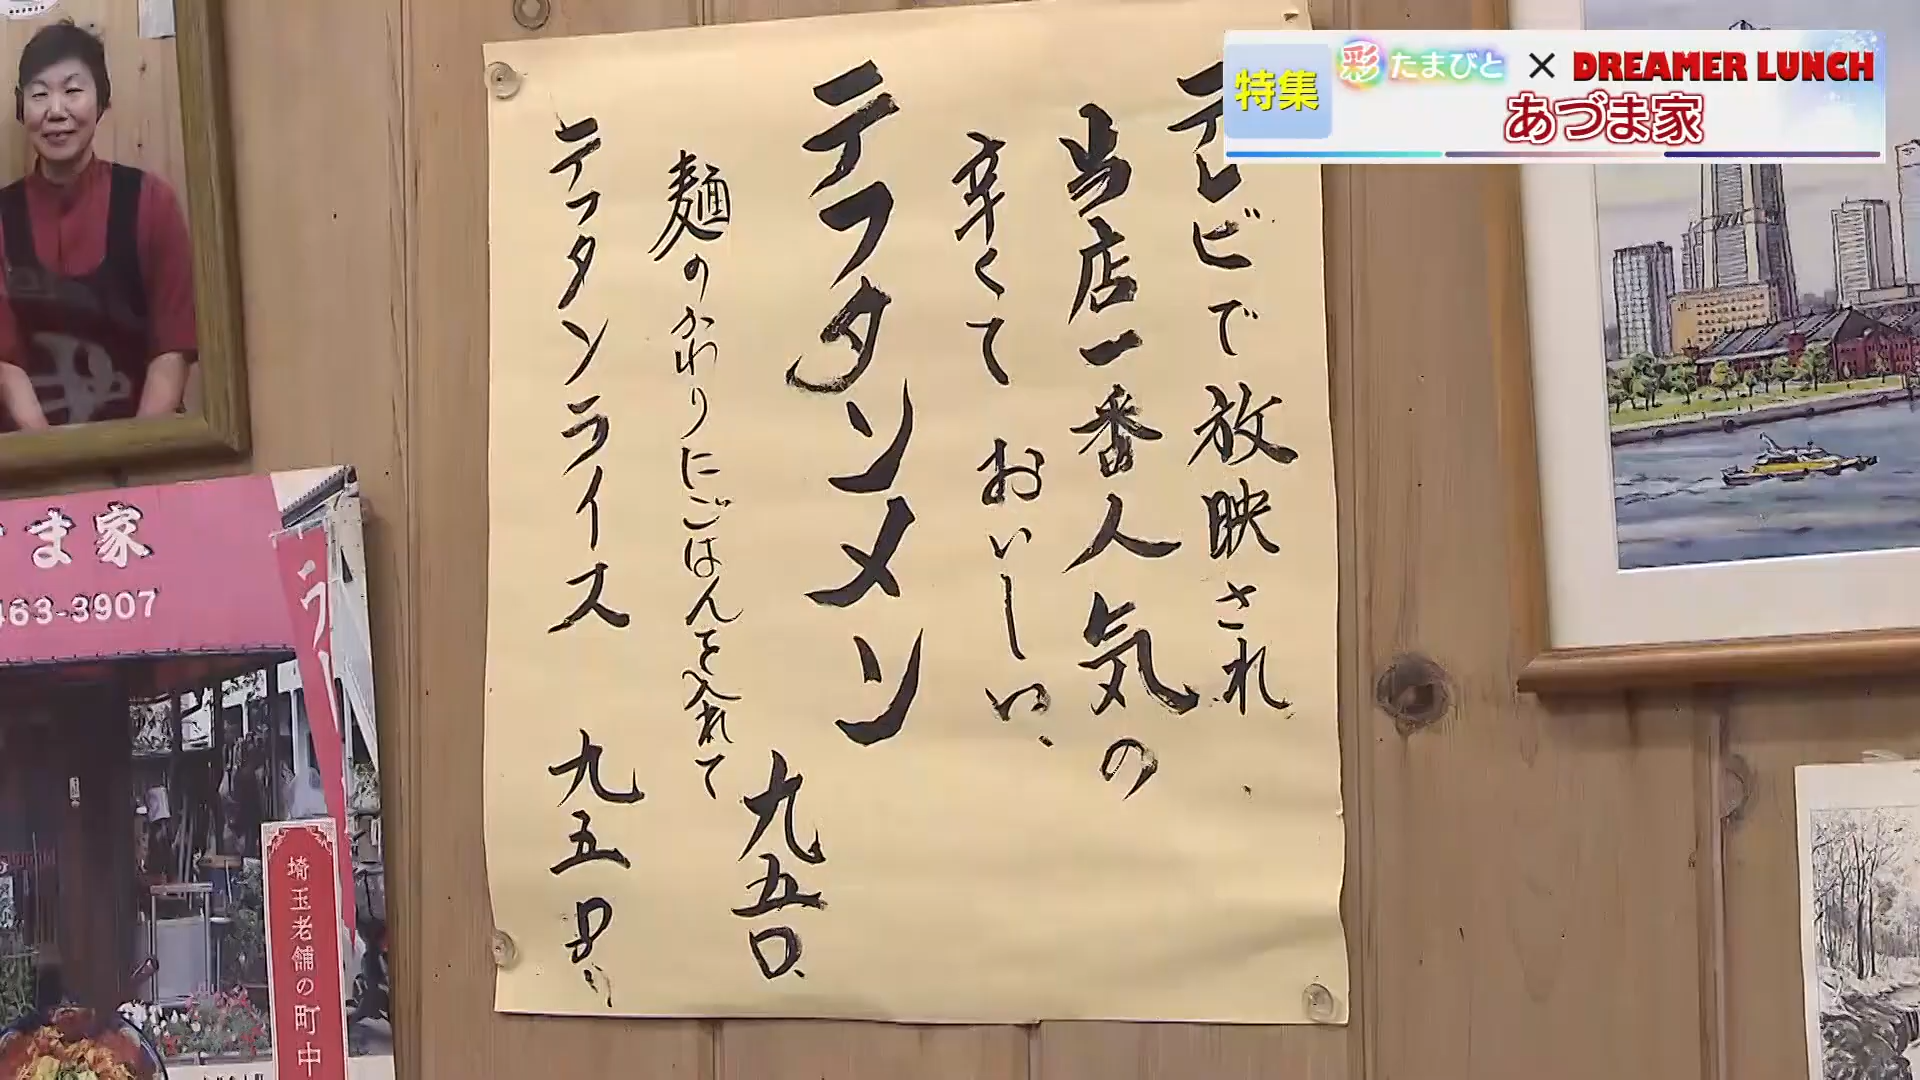 特集
彩たまびと × DREAMER LUNCH
あづま家
テレビで放映され
当店一番人気の
辛くて おいしい、
テフタンメン 九五〇、
麺のかわりにごはんを入れて
テフタンライス 九五〇
ま家
463-3907
埼玉老舗の町中